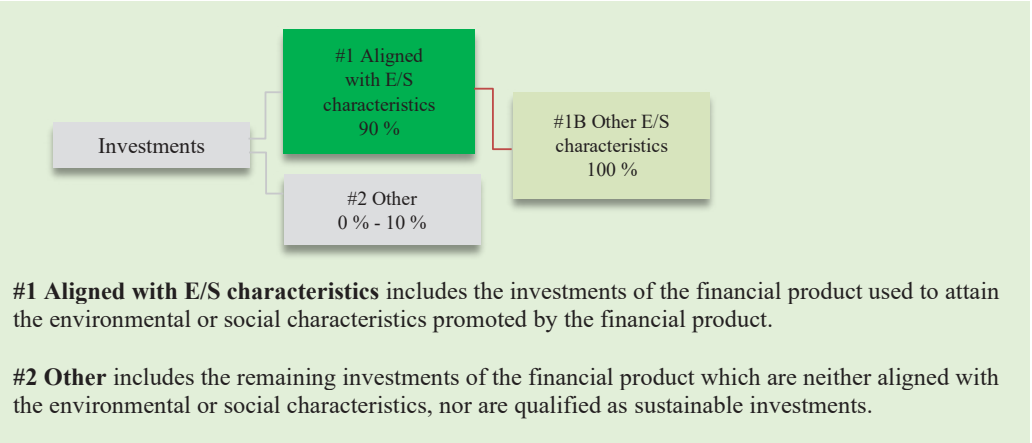 #1 Aligned
with E/S
characteristics
90 %
Investments
#1B Other E/S
characteristics
100 %
#2 Other
0 % - 10 %
#1 Aligned with E/S characteristics includes the investments of the financial product used to attain
the environmental or social characteristics promoted by the financial product.
#2 Other includes the remaining investments of the financial product which are neither aligned with
the environmental or social characteristics, nor are qualified as sustainable investments.